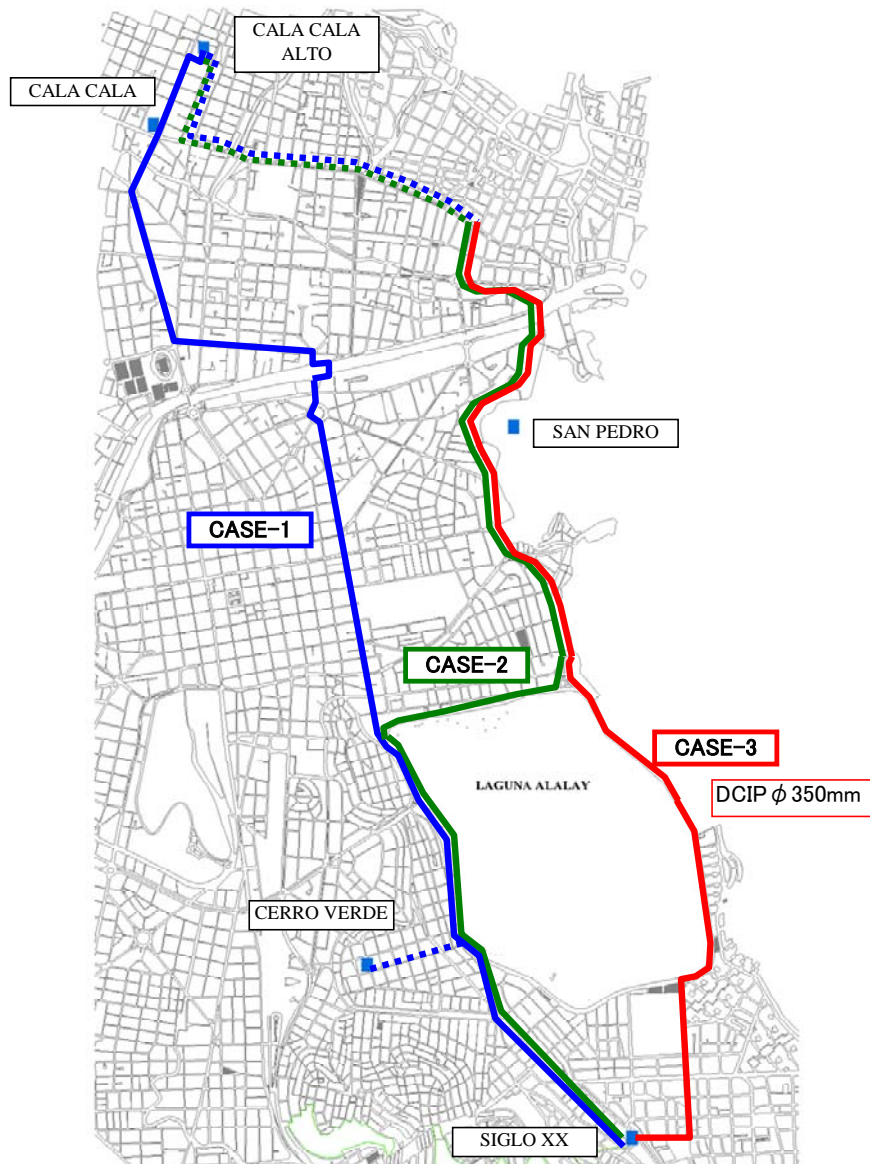 CALA CALA
ALTO
CALA CALA
SAN PEDRO
CASE-1
CASE-2
CASE-3
LAGUNA ALALAY
DCIP φ 350mm
CERRO VERDE
SIGLO XX